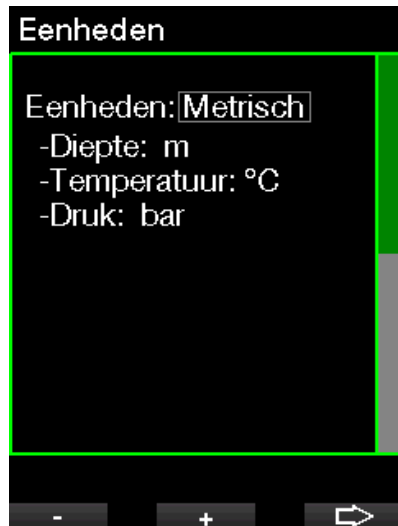 Eenheden
Eenheden: Metrisch
-Diepte: m
-Temperatuur: °C
-Druk: bar
- + ⇨